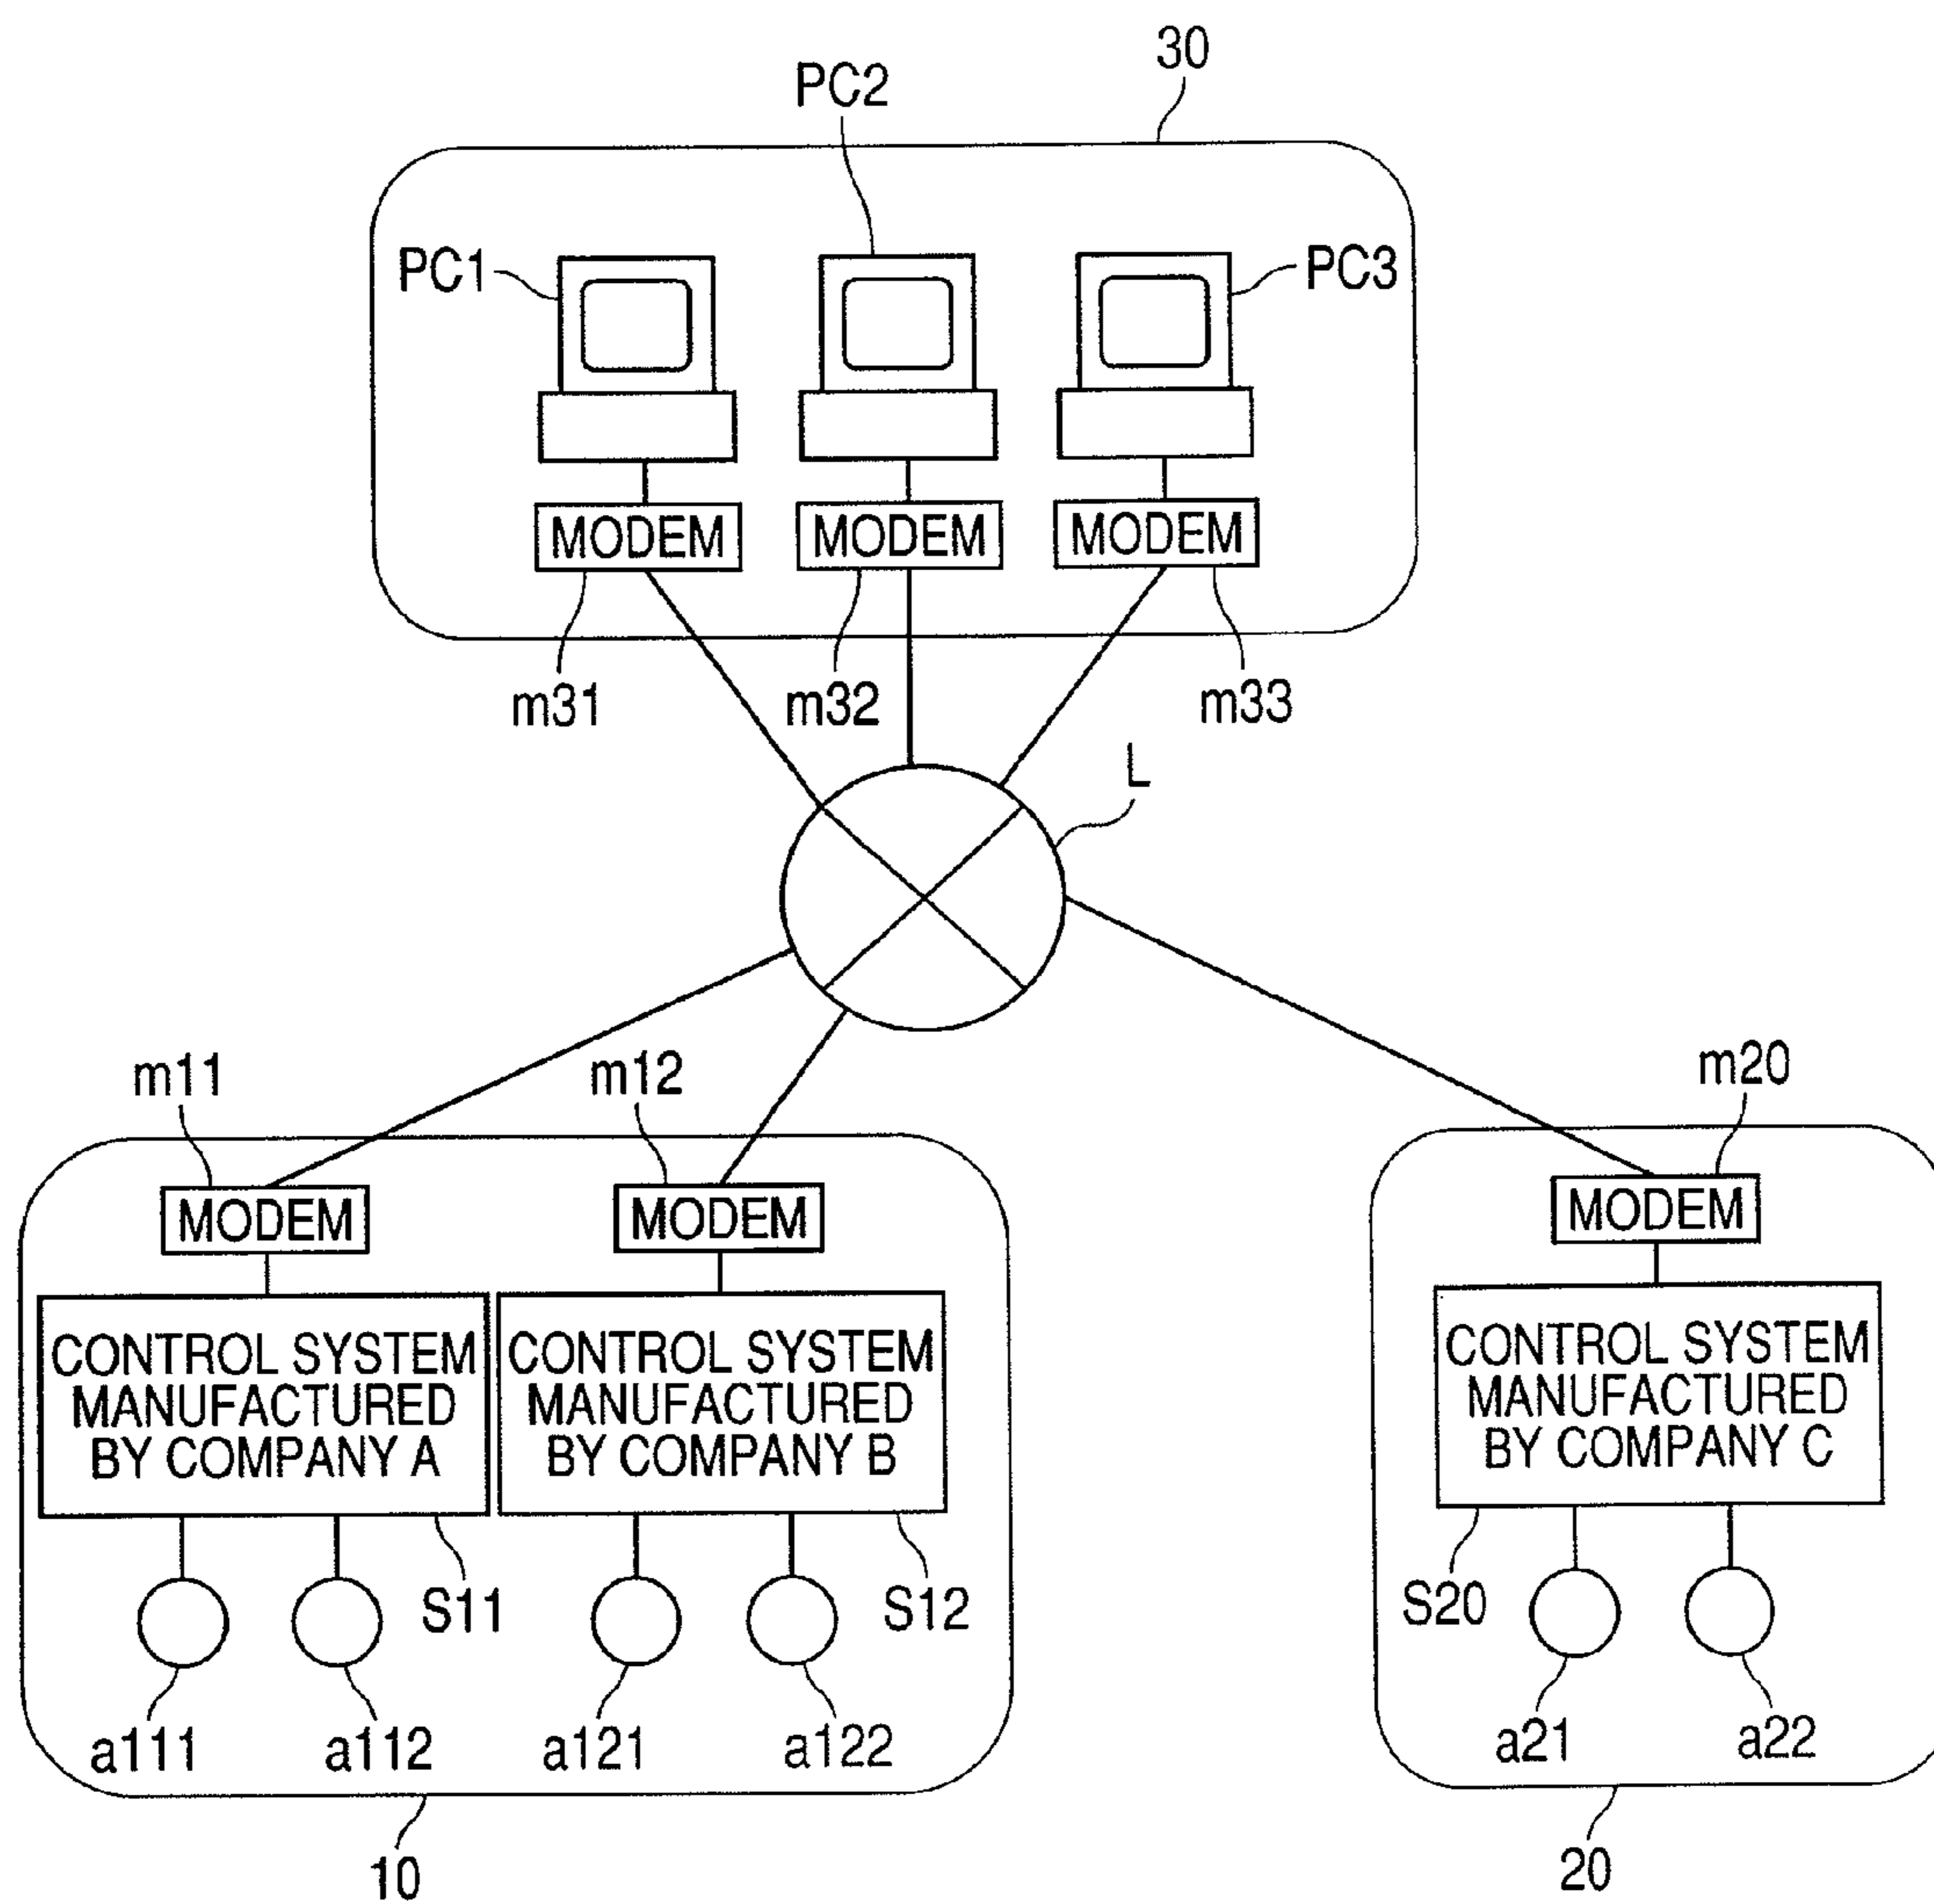 30
PC2
PC1
PC3
MODEM
MODEM
MODEM
m31
m32
m33
L
m11
m12
m20
MODEM
MODEM
MODEM
CONTROL SYSTEM
MANUFACTURED
BY COMPANY A
CONTROL SYSTEM
MANUFACTURED
BY COMPANY B
CONTROL SYSTEM
MANUFACTURED
BY COMPANY C
S11
S12
S20
a111
a112
a121
a122
a21
a22
10
20